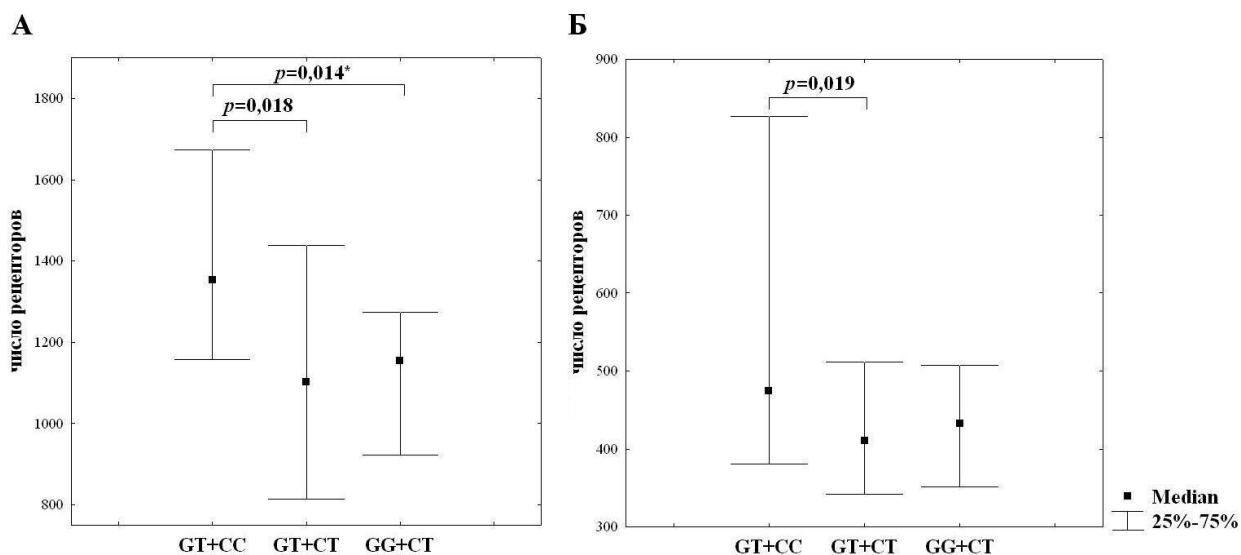 А
Б
p=0,014*
p=0,018
1800
1600
1400
1200
1000
800
число рецепторов
GT+CC GT+CT GG+CT
p=0,019
900
800
700
600
500
400
300
число рецепторов
GT+CC GT+CT GG+CT
Median
25%-75%